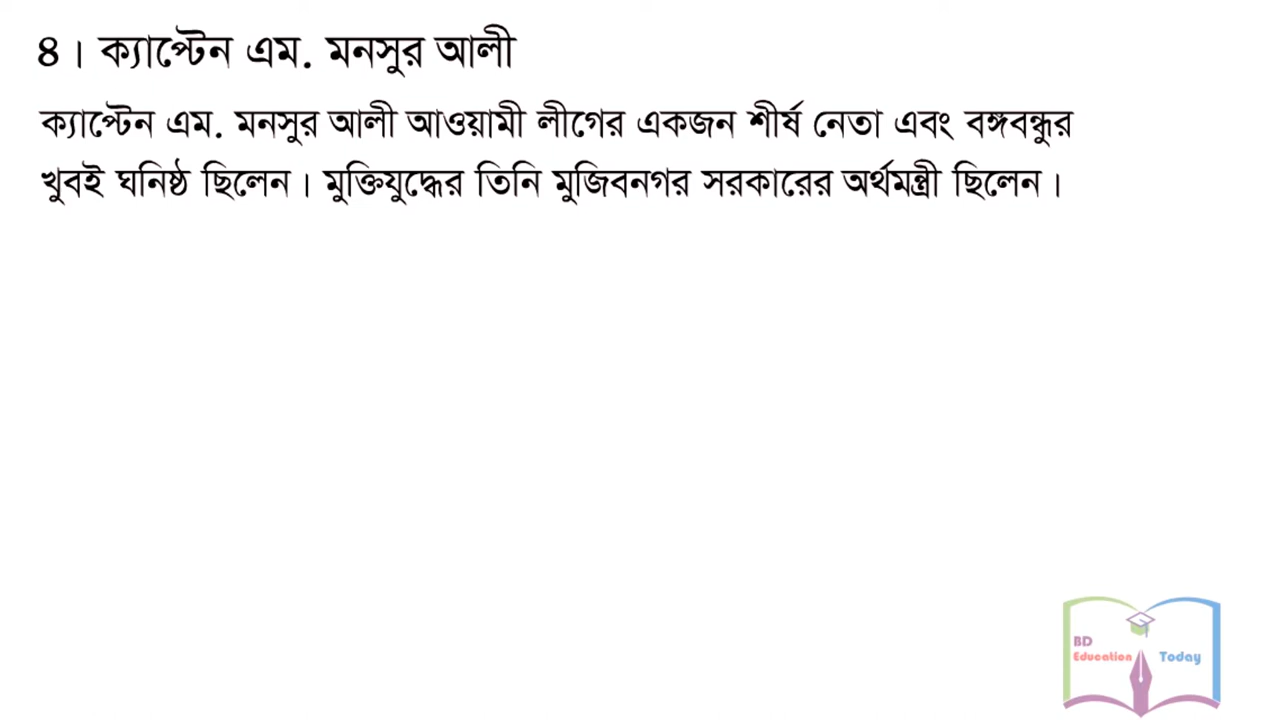 ৪। ক্যাপ্টেন এম. মনসুর আলী
ক্যাপ্টেন এম. মনসুর আলী আওয়ামী লীগের একজন শীর্ষ নেতা এবং বঙ্গবন্ধুর
খুবই ঘনিষ্ঠ ছিলেন। মুক্তিযুদ্ধের তিনি মুজিবনগর সরকারের অর্থমন্ত্রী ছিলেন।
BD
Education Today